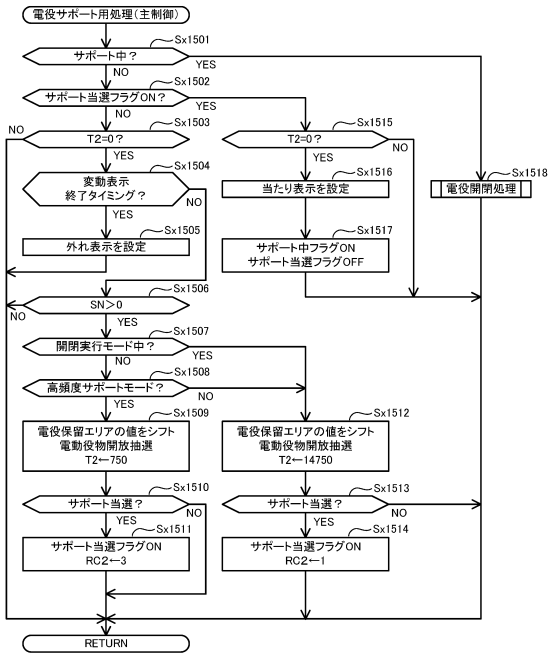 電役サポート用処理(主制御)
Sx1501
サポート中？
YES
NO
Sx1502
サポート当選フラグON？
YES
NO
Sx1503
NO
T2=0？
YES
Sx1515
T2=0？
NO
YES
Sx1504
変動表示
終了タイミング？
NO
YES
Sx1516
当たり表示を設定
Sx1518
電役開閉処理
Sx1505
外れ表示を設定
Sx1517
サポート中フラグON
サポート当選フラグOFF
Sx1506
SN＞0
NO
YES
Sx1507
開閉実行モード中？
YES
NO
Sx1508
高頻度サポートモード？
NO
YES
Sx1509
電役保留エリアの値をシフト
電動役物開放抽選
T2←750
Sx1512
電役保留エリアの値をシフト
電動役物開放抽選
T2←14750
Sx1510
サポート当選？
NO
YES
Sx1513
サポート当選？
NO
YES
Sx1511
サポート当選フラグON
RC2←3
Sx1514
サポート当選フラグON
RC2←1
RETURN